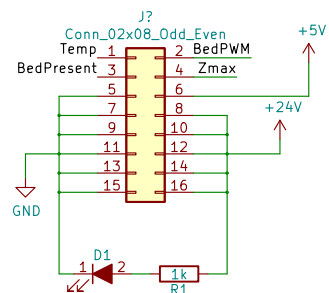 J?
+5V
Conn_02x08_Odd_Even
Temp 1 2 BedPWM
BedPresent 3 4 Zmax
5 6
+24V
7 8
9 10
11 12
13 14
15 16
GND
D1
1 2 1k
R1